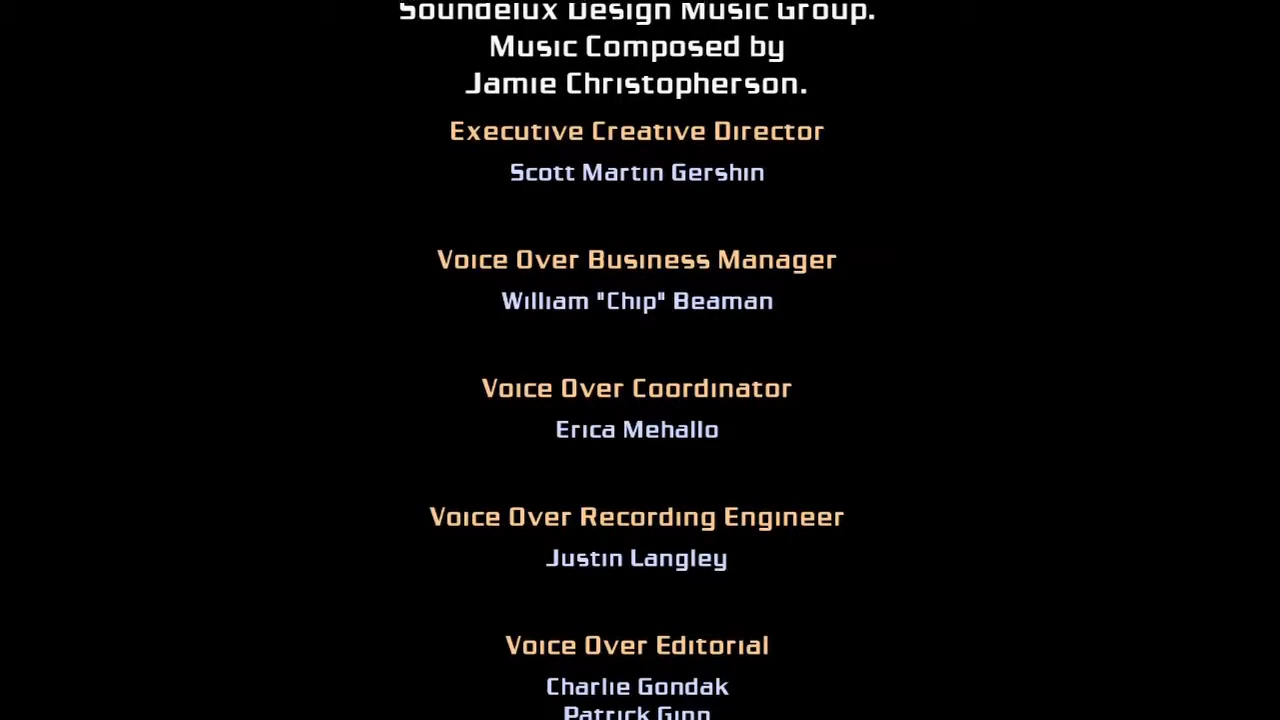 Soundelux Design Music Group.
Music Composed by
Jamie Christopherson.
Executive Creative Director
Scott Martin Gershin
Voice Over Business Manager
William "Chip" Beaman
Voice Over Coordinator
Erica Mehallo
Voice Over Recording Engineer
Justin Langley
Voice Over Editorial
Charlie Gondak
Patrick Ginn